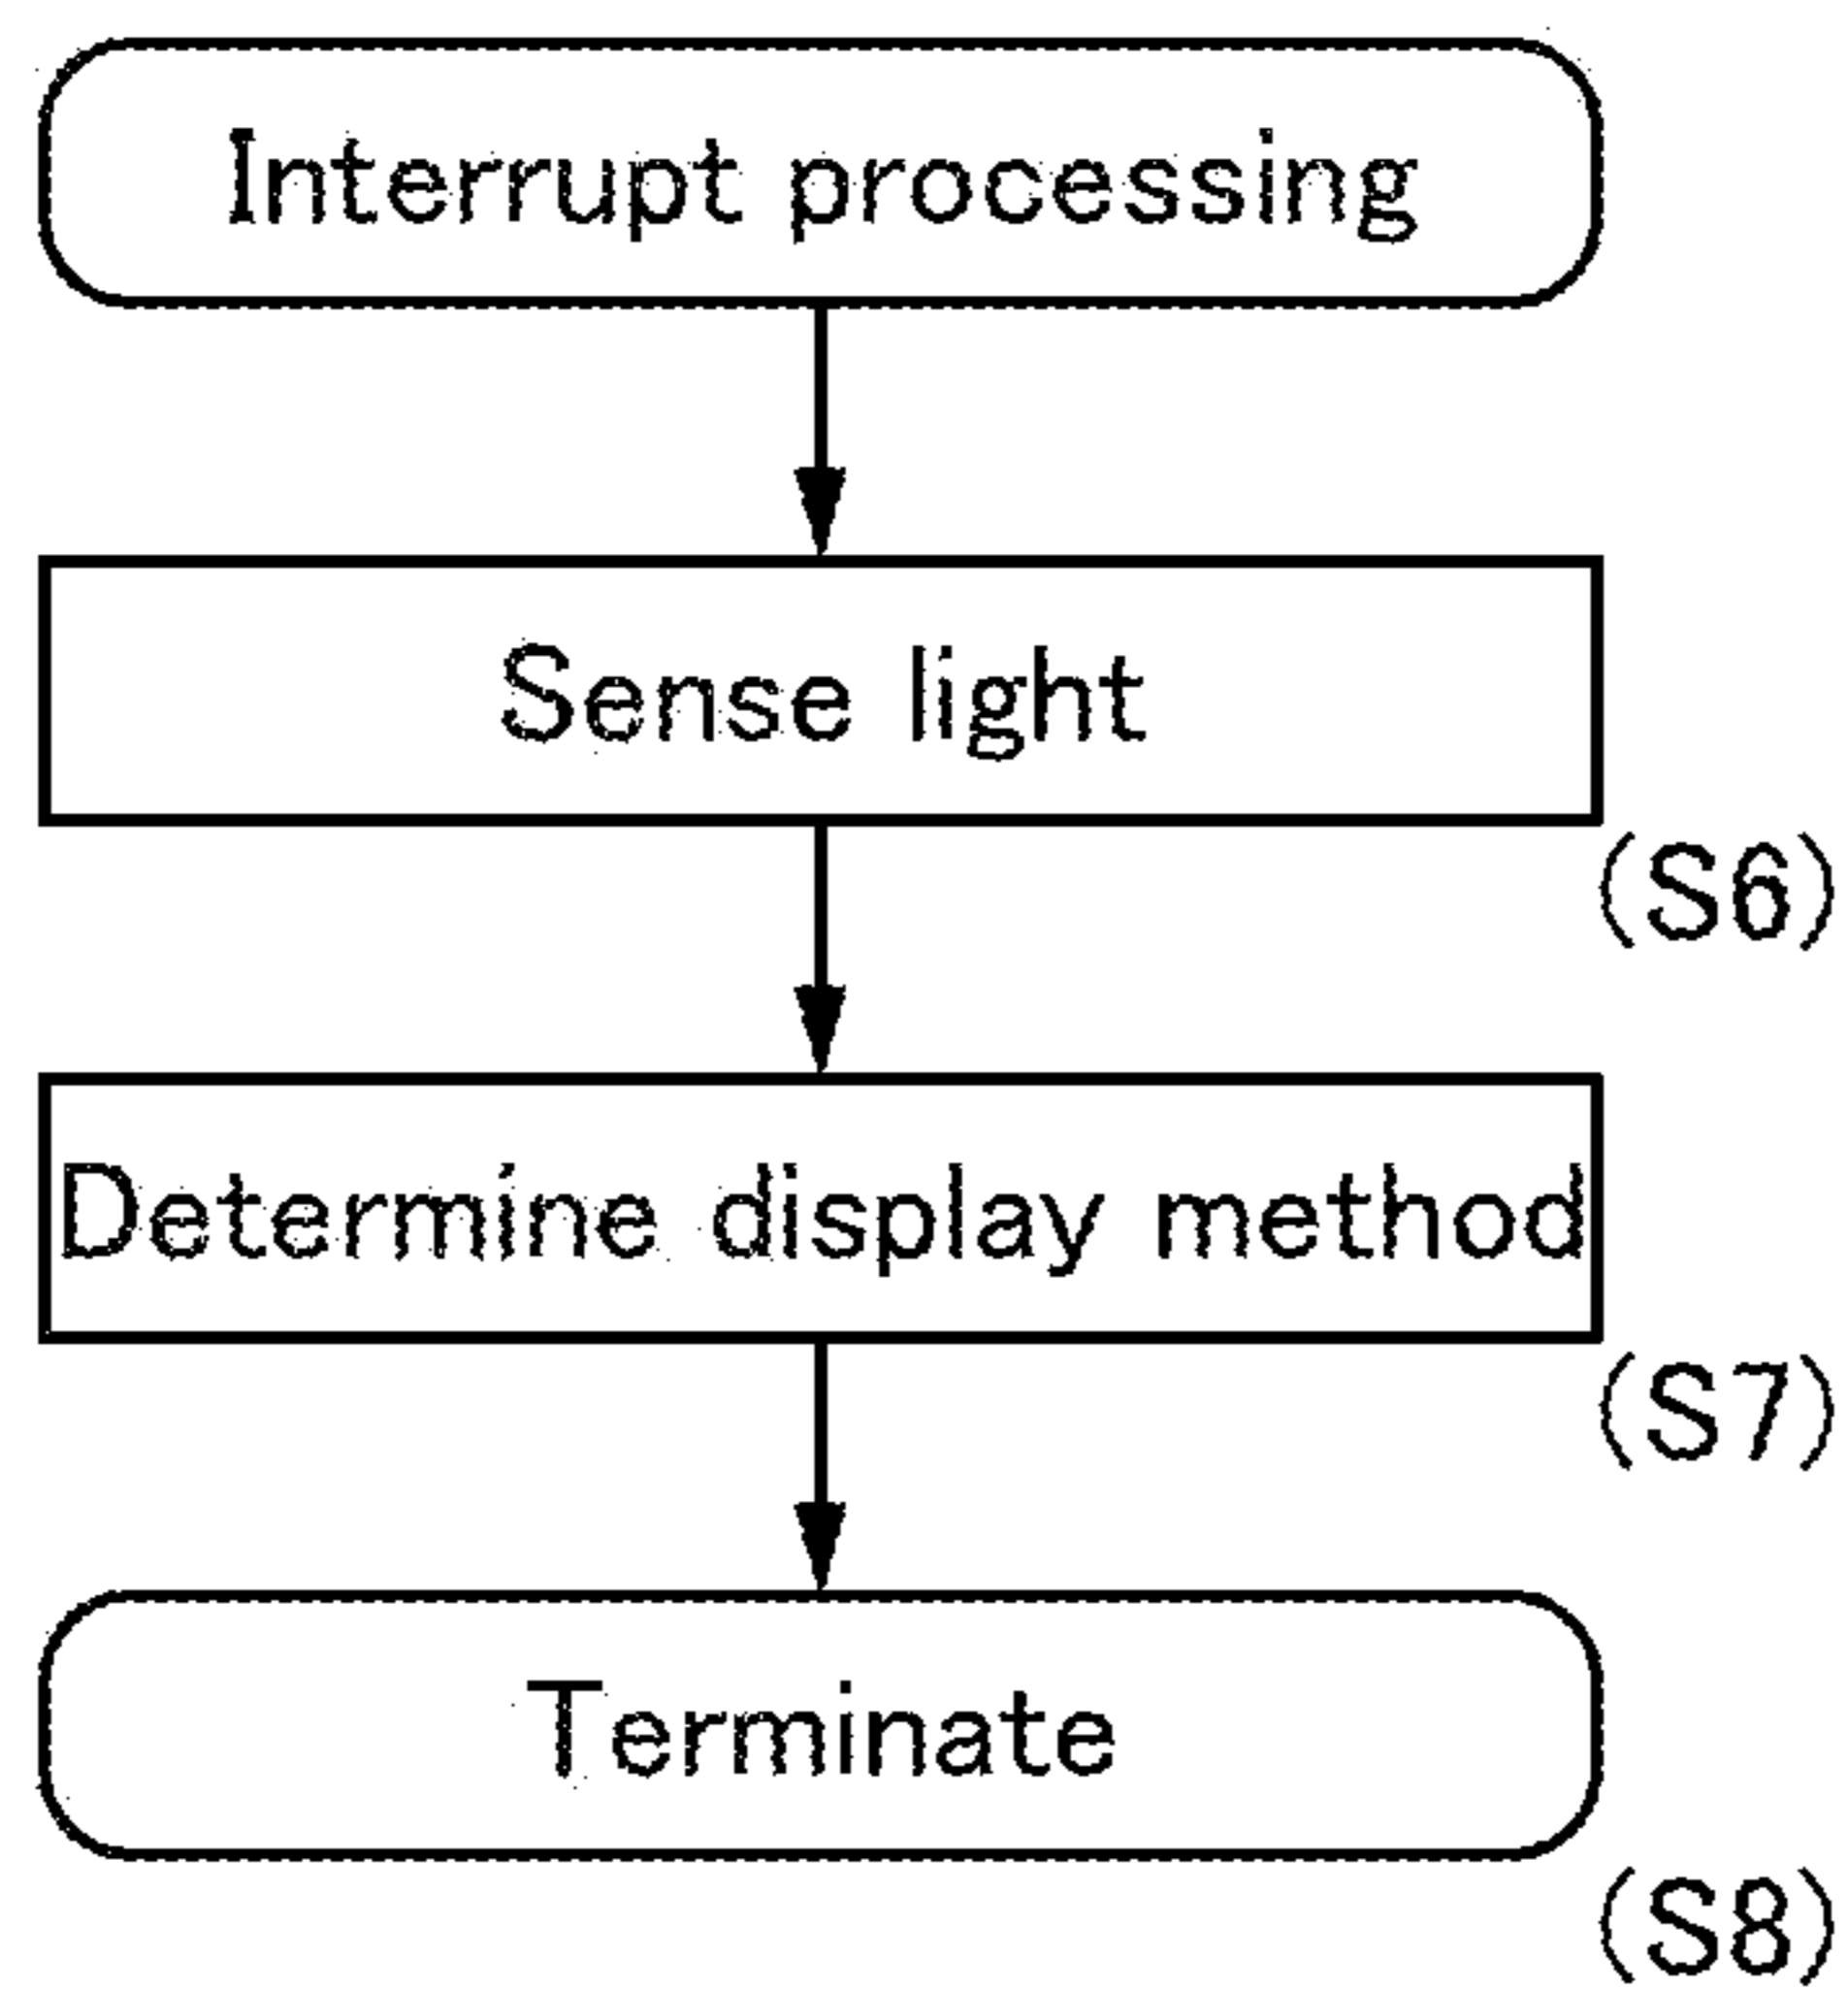 Interrupt processing
Sense light
(S6)
Determine display method
(S7)
Terminate
(S8)